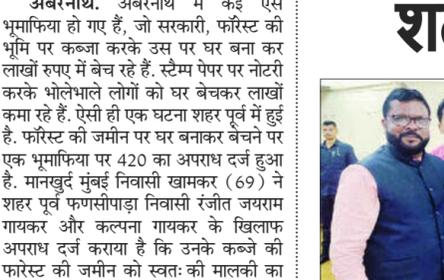 अंबरनाथ. अंबरनाथ में कई ऐसे
भूमाफिया हो गए हैं, जो सरकारी, फॉरेस्ट की
भूमि पर कब्जा करके उस पर घर बना कर
लाखों रुपए में बेच रहे हैं. स्टैम्प पेपर पर नोटरी
करके भोलेभाले लोगों को घर बेचकर लाखों
कमा रहे हैं. ऐसी ही एक घटना शहर पूर्व में हुई
है. फॉरेस्ट की जमीन पर घर बनाकर बेचने पर
एक भूमाफिया पर 420 का अपराध दर्ज हुआ
है. मानखुर्द मुंबई निवासी खामकर (69) ने
शहर पूर्व फणसीपाड़ा निवासी रंजीत जयराम
गायकर और कल्पना गायकर के खिलाफ
अपराध दर्ज कराया है कि उनके कब्जे की
फारेस्ट की जमीन को स्वतः की मालकी का